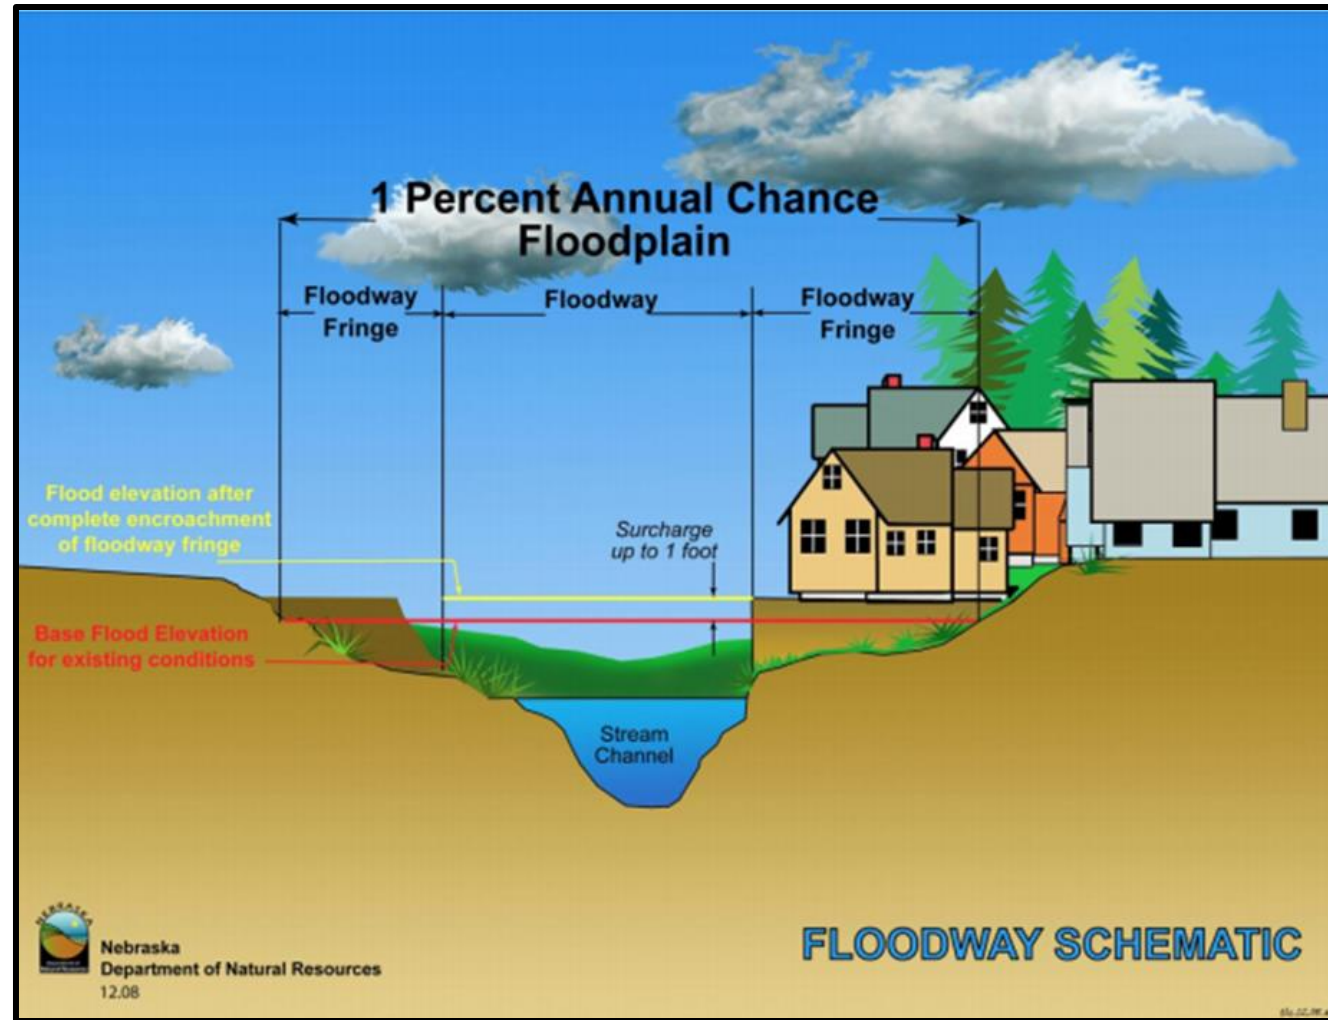 1 Percent Annual Chance
Floodplain
Floodway
Fringe
Floodway
Floodway
Fringe
Flood elevation after
complete encroachment
of floodway fringe
Surcharge
up to 1 foot
Base Flood Elevation
for existing conditions
Stream
Channel
NEBRASKA
Nebraska
Department of Natural Resources
12.08
FLOODWAY SCHEMATIC